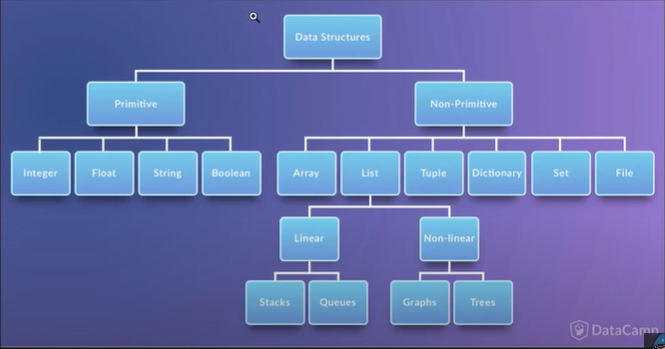 Data Structures
Primitive
Non-Primitive
Integer
Float
String
Boolean
Array
List
Tuple
Dictionary
Set
File
Linear
Non-linear
Stacks
Queues
Graphs
Trees
DataCamp